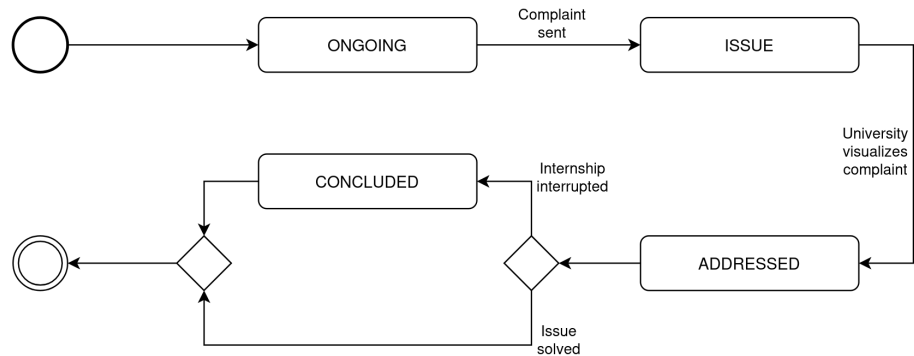 Complaint
sent
ONGOING
ISSUE
University
visualizes
complaint
Internship
interrupted
CONCLUDED
ADDRESSED
Issue
solved